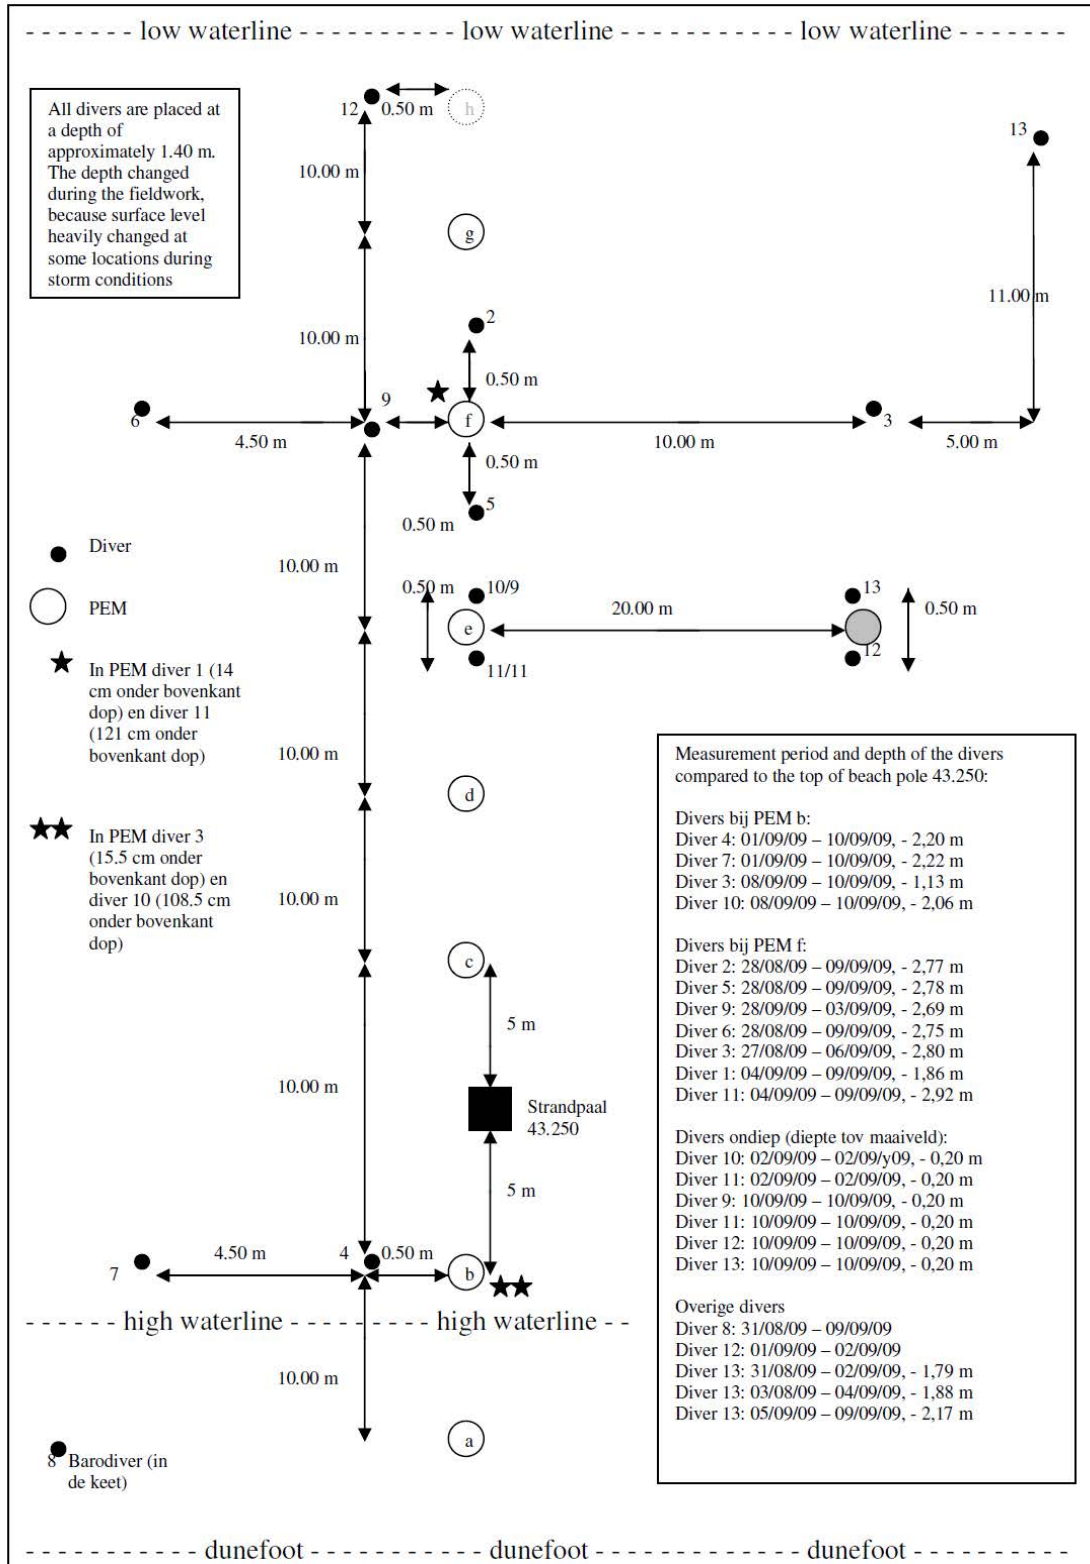 - - - - - - - low waterline - - - - - - - - - - low waterline - - - - - - - - - - - - low waterline - - - - - - -
All divers are placed at
a depth of
approximately 1.40 m.
The depth changed
during the fieldwork,
because surface level
heavily changed at
some locations during
storm conditions
12
0.50 m
h
13
10.00 m
g
11.00 m
2
10.00 m
0.50 m
6
9
f
3
4.50 m
10.00 m
5.00 m
0.50 m
5
0.50 m
Diver
10.00 m
0.50 m
10/9
13
PEM
e
20.00 m
0.50 m
12
11/11
In PEM diver 1 (14
cm onder bovenkant
dop) en diver 11
(121 cm onder
bovenkant dop)
10.00 m
d
In PEM diver 3
(15.5 cm onder
bovenkant dop) en
diver 10 (108.5 cm
onder bovenkant
dop)
10.00 m
c
5 m
10.00 m
Strandpaal
43.250
5 m
4.50 m
4
0.50 m
7
b
Measurement period and depth of the divers
compared to the top of beach pole 43.250:
Divers bij PEM b:
Diver 4: 01/09/09 – 10/09/09, - 2,20 m
Diver 7: 01/09/09 – 10/09/09, - 2,22 m
Diver 3: 08/09/09 – 10/09/09, - 1,13 m
Diver 10: 08/09/09 – 10/09/09, - 2,06 m
Divers bij PEM f:
Diver 2: 28/08/09 – 09/09/09, - 2,77 m
Diver 5: 28/08/09 – 09/09/09, - 2,78 m
Diver 9: 28/09/09 – 03/09/09, - 2,69 m
Diver 6: 28/08/09 – 09/09/09, - 2,75 m
Diver 3: 27/08/09 – 06/09/09, - 2,80 m
Diver 1: 04/09/09 – 09/09/09, - 1,86 m
Diver 11: 04/09/09 – 09/09/09, - 2,92 m
Divers ondiep (diepte tov maaiveld):
Diver 10: 02/09/09 – 02/09/y09, - 0,20 m
Diver 11: 02/09/09 – 02/09/09, - 0,20 m
Diver 9: 10/09/09 – 10/09/09, - 0,20 m
Diver 11: 10/09/09 – 10/09/09, - 0,20 m
Diver 12: 10/09/09 – 10/09/09, - 0,20 m
Diver 13: 10/09/09 – 10/09/09, - 0,20 m
Overige divers
Diver 8: 31/08/09 – 09/09/09
Diver 12: 01/09/09 – 02/09/09
Diver 13: 31/08/09 – 02/09/09, - 1,79 m
Diver 13: 03/08/09 – 04/09/09, - 1,88 m
Diver 13: 05/09/09 – 09/09/09, - 2,17 m
- - - - - - high waterline - - - - - - - - - high waterline - -
10.00 m
a
8 Barodiver (in
de keet)
- - - - - - - - - - - dunefoot - - - - - - - - - - - dunefoot - - - - - - - - - - - - - dunefoot - - - - - - - - - - -